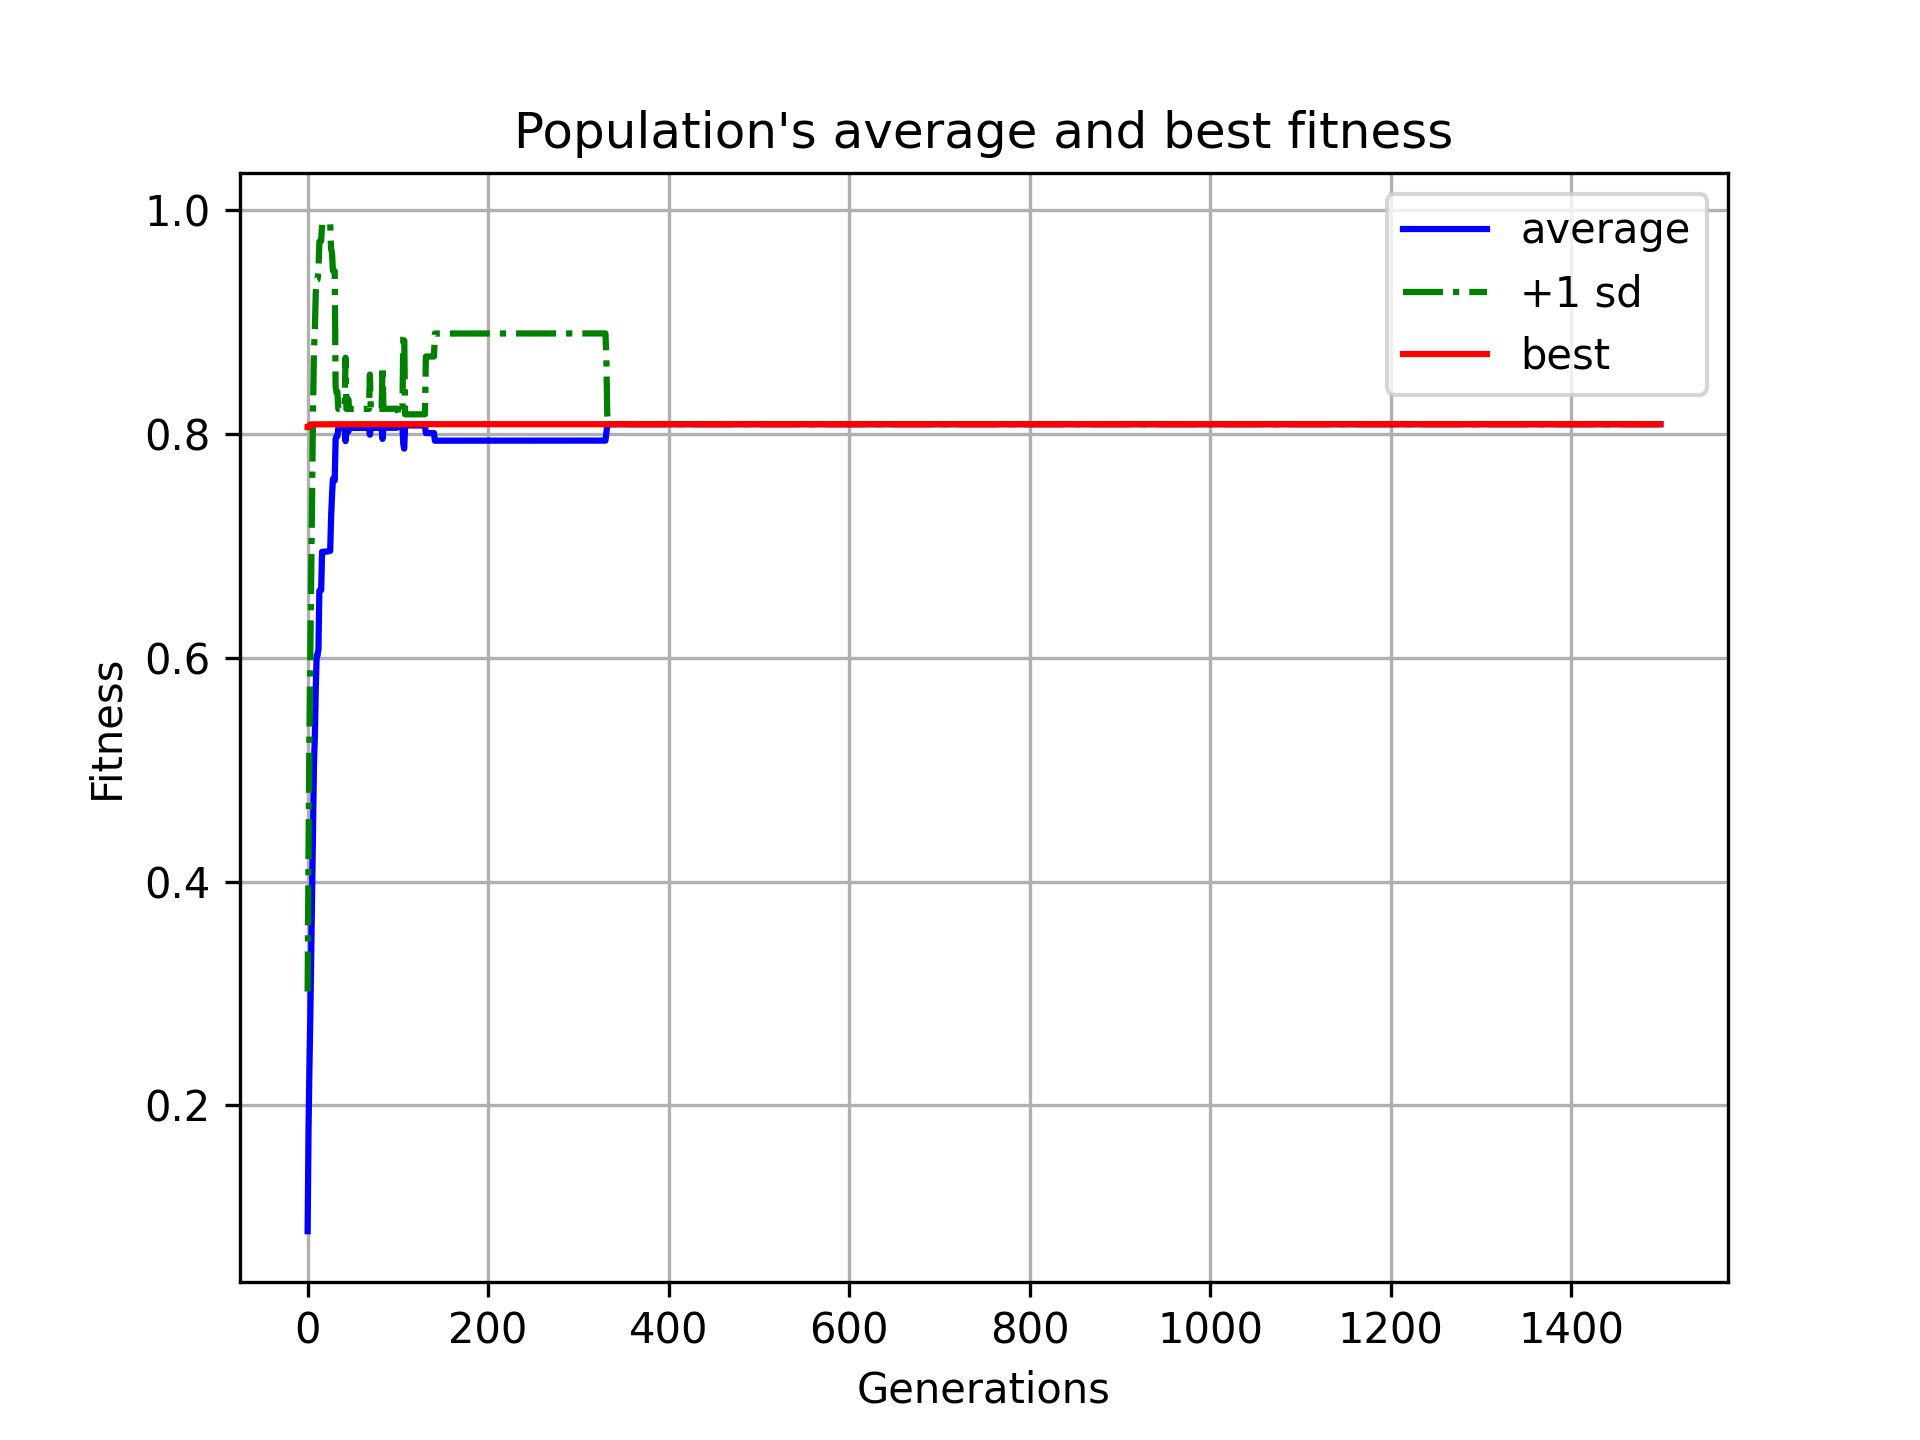 Population's average and best fitness
average
+1 sd
best
1.0
0.8
0.6
0.4
0.2
Fitness
0 200 400 600 800 1000 1200 1400
Generations